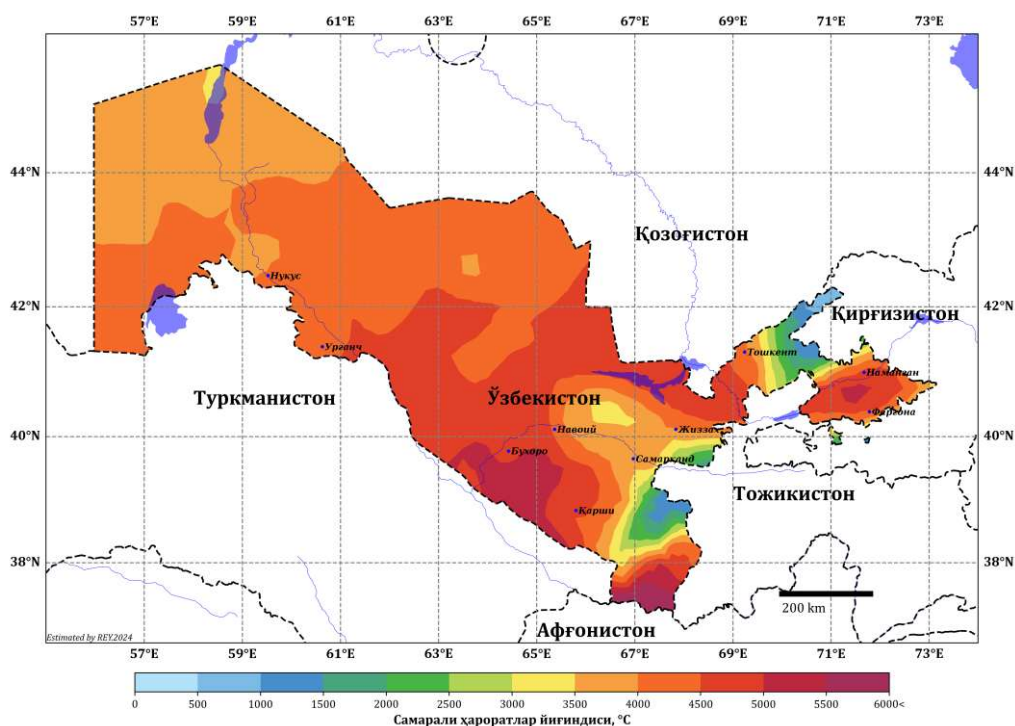 57°E 59°E 61°E 63°E 65°E 67°E 69°E 71°E 73°E
44°N 44°N
Қозоғистон
Нукус
42°N 42°N
Қирғизистон
Урганч
Тошкент
Наманган
Туркманистон
Ўзбекистон
Фарғона
40°N 40°N
Навоий
Жиззах
Бухоро
Самарқанд
Тожикистон
Қарши
38°N 38°N
200 km
Афғонистон
Estimated by REY.2024
57°E 59°E 61°E 63°E 65°E 67°E 69°E 71°E 73°E
0 500 1000 1500 2000 2500 3000 3500 4000 4500 5000 5500 6000<
Самарали ҳароратлар йиғиндиси, °C